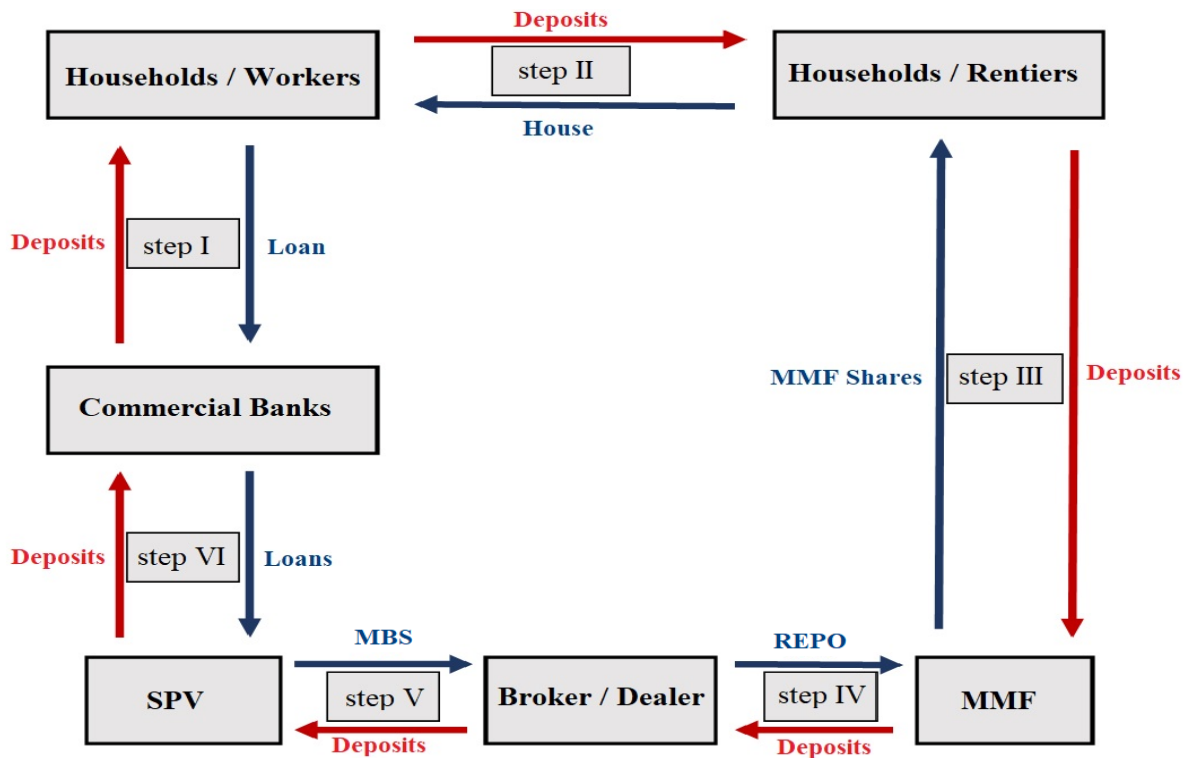 Deposits
Households / Workers
step II
Households / Rentiers
House
Deposits
step I
Loan
MMF Shares
step III
Deposits
Commercial Banks
Deposits
step VI
Loans
MBS
REPO
SPV
step V
Broker / Dealer
step IV
MMF
Deposits
Deposits